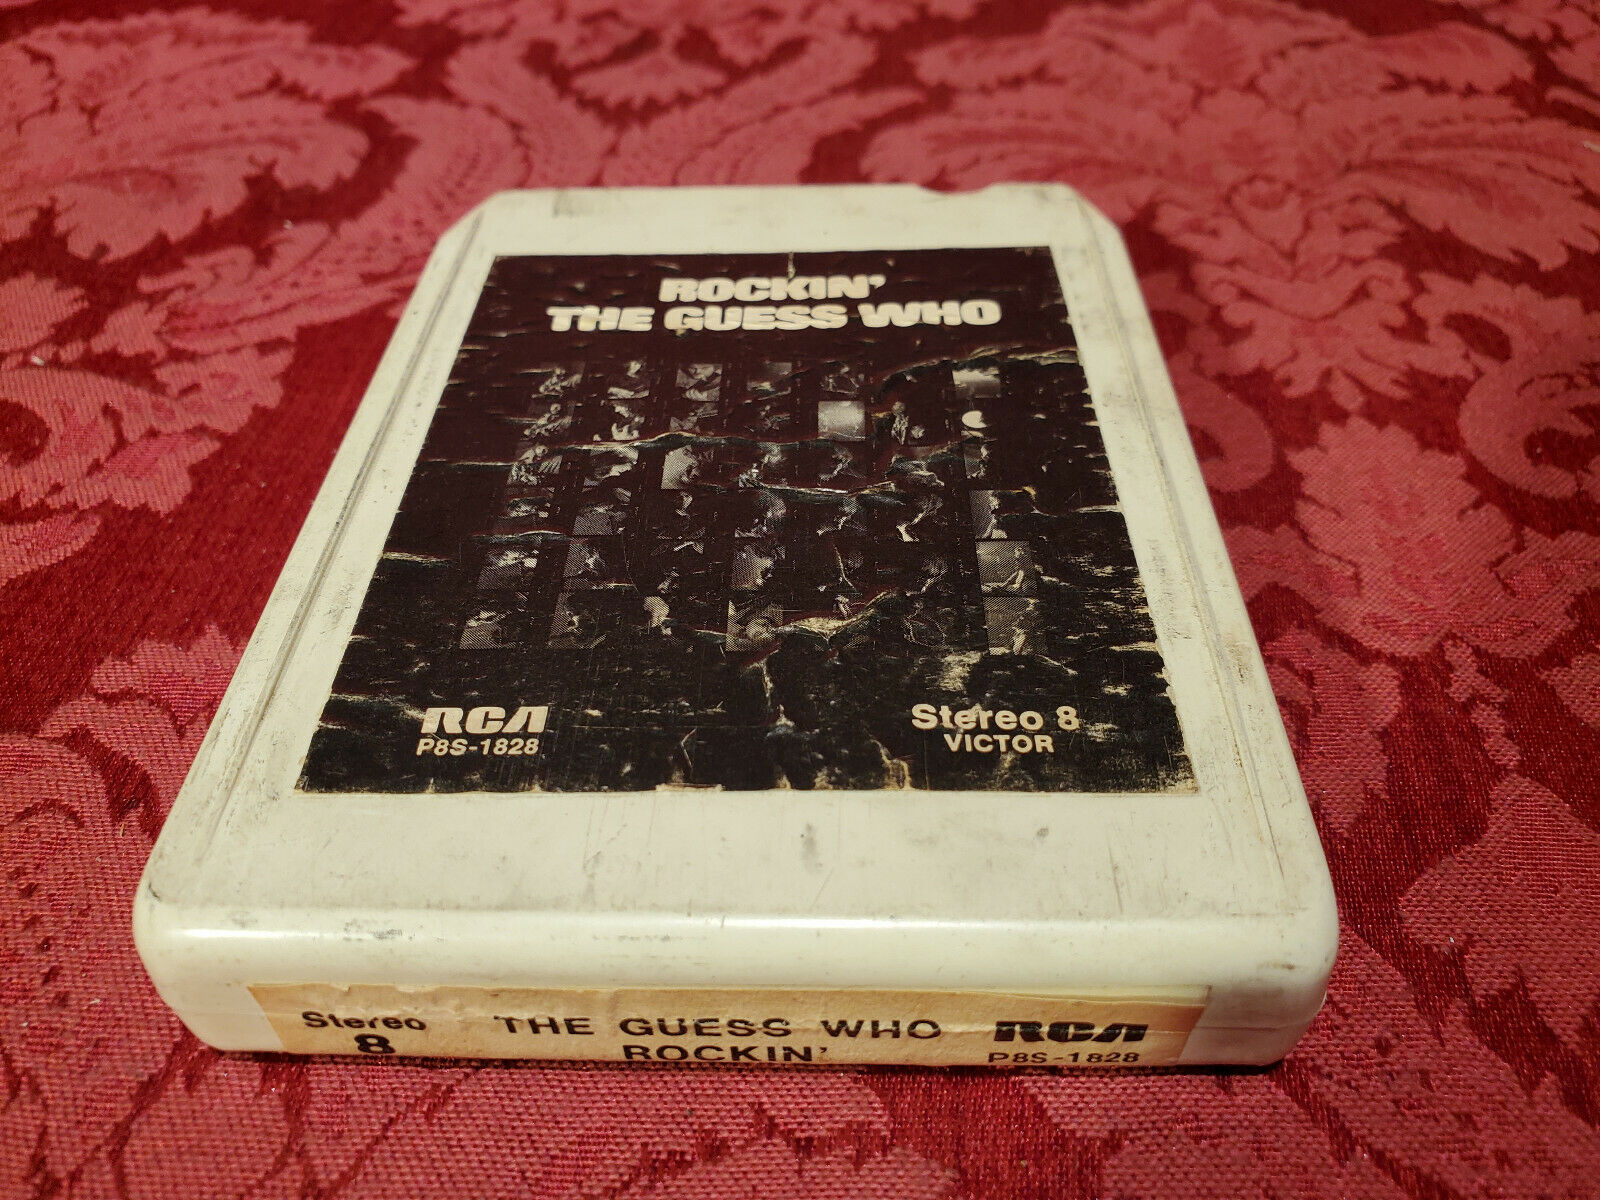 ROCKIN'
THE GUESS WHO
RCA
P8S-1828
Stereo 8
VICTOR
Stereo
8
THE GUESS WHO
ROCKIN'
RCA
P8S-1828